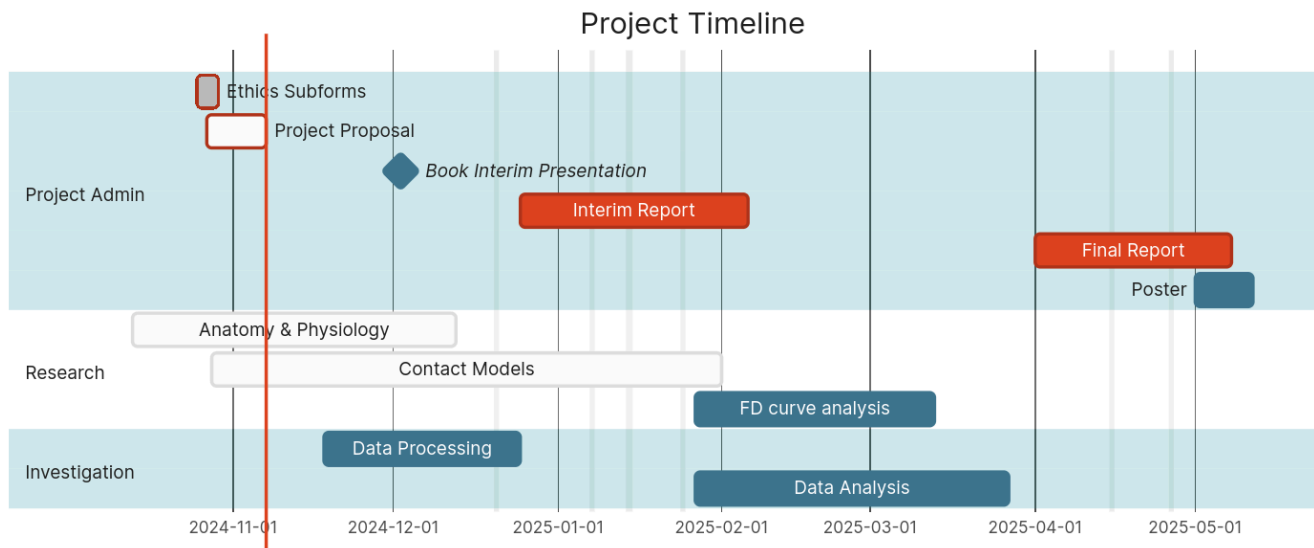 Project Timeline
Ethics Subforms
Project Proposal
Book Interim Presentation
Project Admin
Interim Report
Final Report
Poster
Anatomy & Physiology
Contact Models
Research
FD curve analysis
Data Processing
Investigation
Data Analysis
2024-11-01 2024-12-01 2025-01-01 2025-02-01 2025-03-01 2025-04-01 2025-05-01